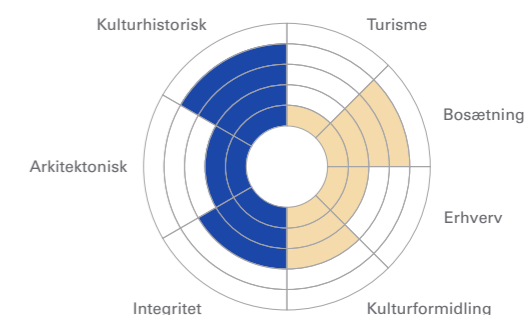 Kulturhistorisk
Turisme
Bosætning
Arkitektonisk
Erhverv
Integritet
Kulturformidling